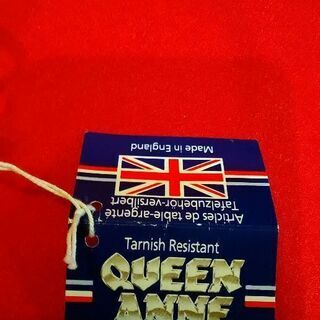 Made in England
Articles de table-argenté
Tafelzubehör-versilbert
Tarnish Resistant
QUEEN
ANNE